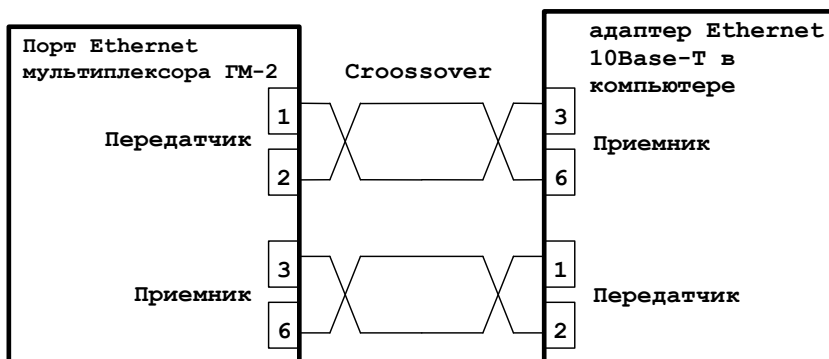 Порт Ethernet
мультиплексора ГМ-2
Croossover
адаптер Ethernet
10Base-T в
компьютере
1
3
Передатчик
Приемник
2
6
3
1
Приемник
Передатчик
6
2